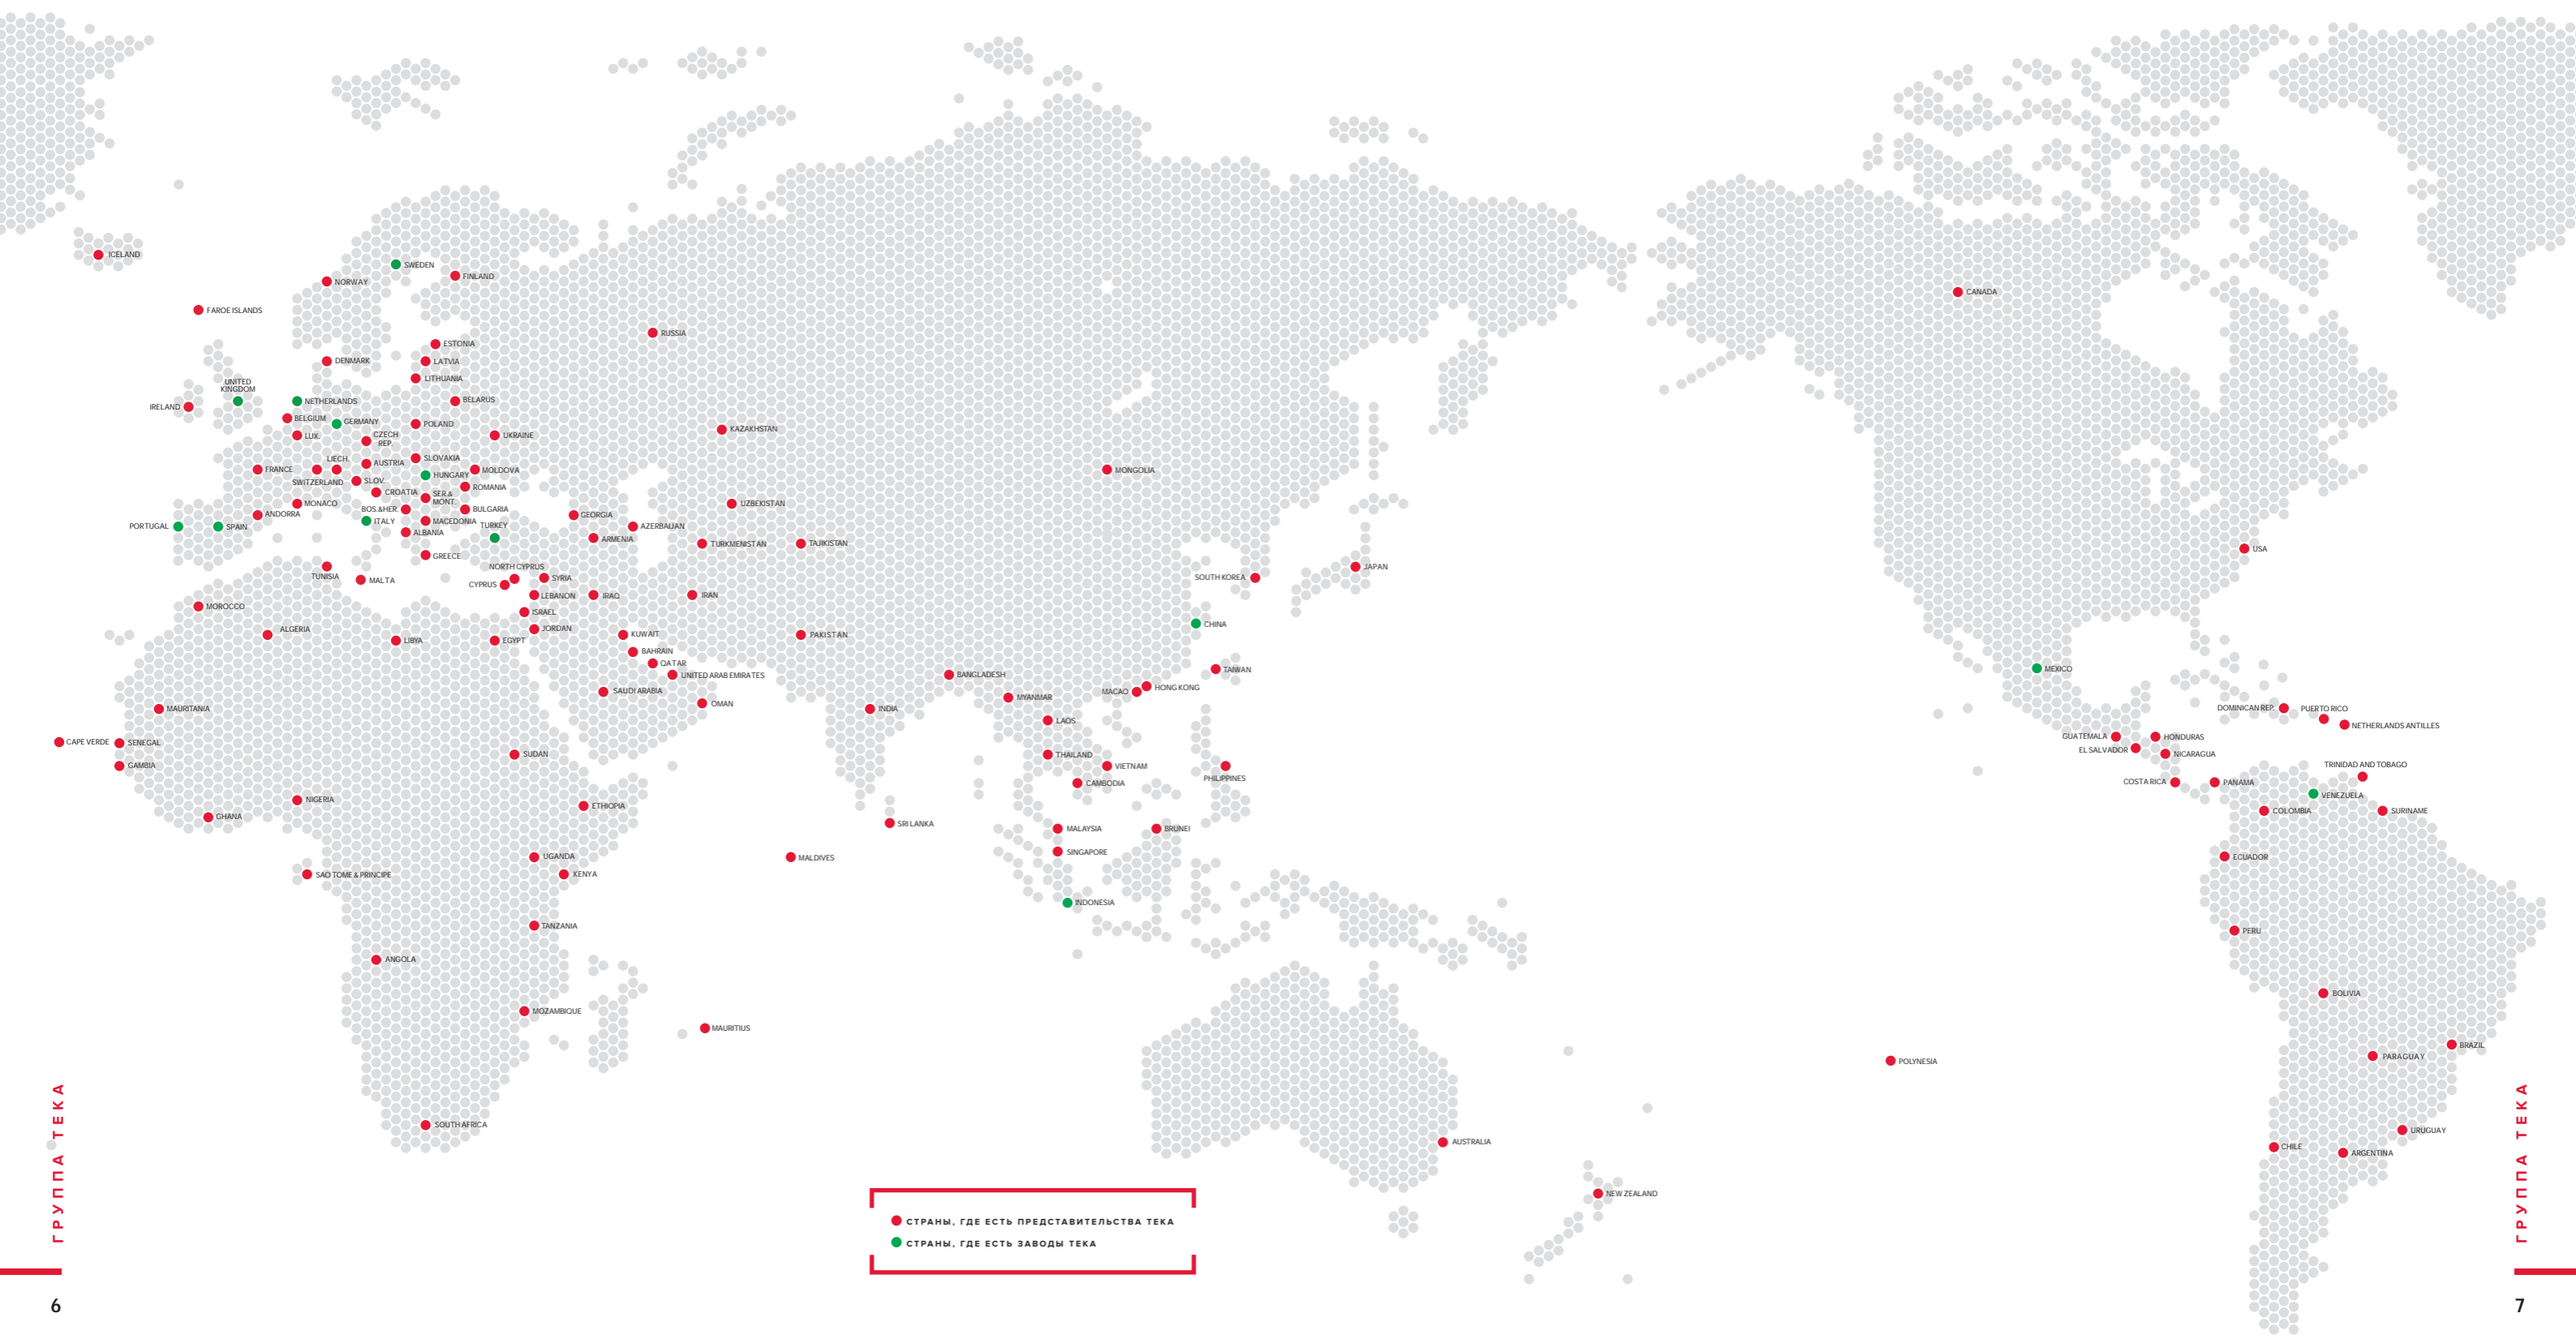 ICELAND
SWEDEN
FINLAND
NORWAY
FAROE ISLANDS
RUSSIA
CANADA
ESTONIA
DENMARK
LATVIA
LITHUANIA
UNITED
KINGDOM
IRELAND
NETHERLANDS
BELARUS
BELGIUM
GERMANY
POLAND
LUX.
CZECH
REP.
UKRAINE
KAZAKHSTAN
FRANCE
LIECH.
AUSTRIA
SLOVAKIA
SWITZERLAND
HUNGARY
MOLDOVA
MONGOLIA
SLOV.
CROATIA
SER.&
MONT.
ROMANIA
MONACO
ANDORRA
BOS.&HER.
BULGARIA
UZBEKISTAN
PORTUGAL
SPAIN
ITALY
MACEDONIA
TURKEY
GEORGIA
AZERBAIJAN
ALBANIA
ARMENIA
TURKMENISTAN
TAJIKISTAN
USA
GREECE
TUNISIA
MALTA
NORTH CYPRUS
CYPRUS
SYRIA
SOUTH KOREA
JAPAN
LEBANON
IRAQ
IRAN
MOROCCO
ISRAEL
ALGERIA
JORDAN
CHINA
LIBYA
EGYPT
KUWAIT
PAKISTAN
BAHRAIN
QATAR
TAIWAN
MEXICO
UNITED ARAB EMIRATES
BANGLADESH
SAUDI ARABIA
MACAO
HONG KONG
OMAN
MYANMAR
MAURITANIA
INDIA
LAOS
DOMINICAN REP.
PUERTO RICO
NETHERLANDS ANTILLES
CAPE VERDE
SENEGAL
GUATEMALA
HONDURAS
EL SALVADOR
NICARAGUA
SUDAN
THAILAND
GAMBIA
VIETNAM
PHILIPPINES
TRINIDAD AND TOBAGO
CAMBODIA
COSTA RICA
PANAMA
VENEZUELA
NIGERIA
ETHIOPIA
COLOMBIA
SURINAME
GHANA
SRI LANKA
MALAYSIA
BRUNEI
SINGAPORE
UGANDA
MALDIVES
ECUADOR
SAO TOME & PRINCIPE
KENYA
INDONESIA
TANZANIA
PERU
ANGOLA
BOLIVIA
MOZAMBIQUE
MAURITIUS
BRAZIL
POLYNESIA
PARAGUAY
SOUTH AFRICA
AUSTRALIA
URUGUAY
CHILE
ARGENTINA
NEW ZEALAND
СТРАНЫ, ГДЕ ЕСТЬ ПРЕДСТАВИТЕЛЬСТВА ТЕКА
СТРАНЫ, ГДЕ ЕСТЬ ЗАВОДЫ ТЕКА
ГРУППА ТЕКА
6
ГРУППА ТЕКА
7